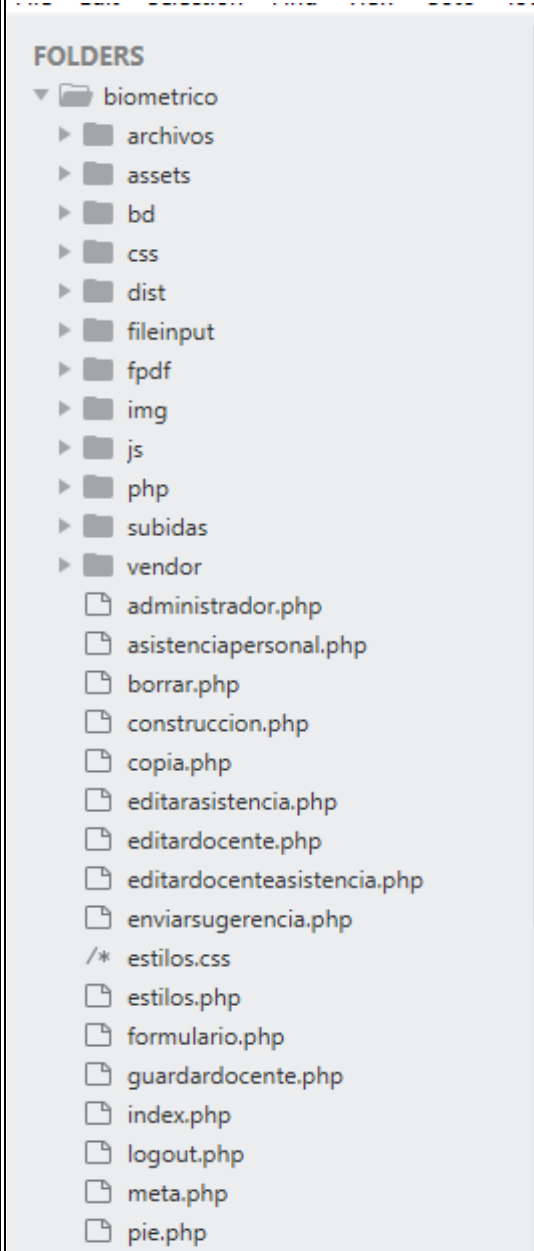 FOLDERS
biometrico
archivos
assets
bd
css
dist
fileinput
fpdf
img
js
php
subidas
vendor
administrador.php
asistenciapersonal.php
borrar.php
construccion.php
copia.php
editarasistencia.php
editardocente.php
editardocenteasistencia.php
enviarsugerencia.php
/* estilos.css
estilos.php
formulario.php
guardardocente.php
index.php
logout.php
meta.php
pie.php